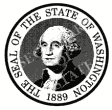 THE SEAL OF THE STATE OF WASHINGTON
1889